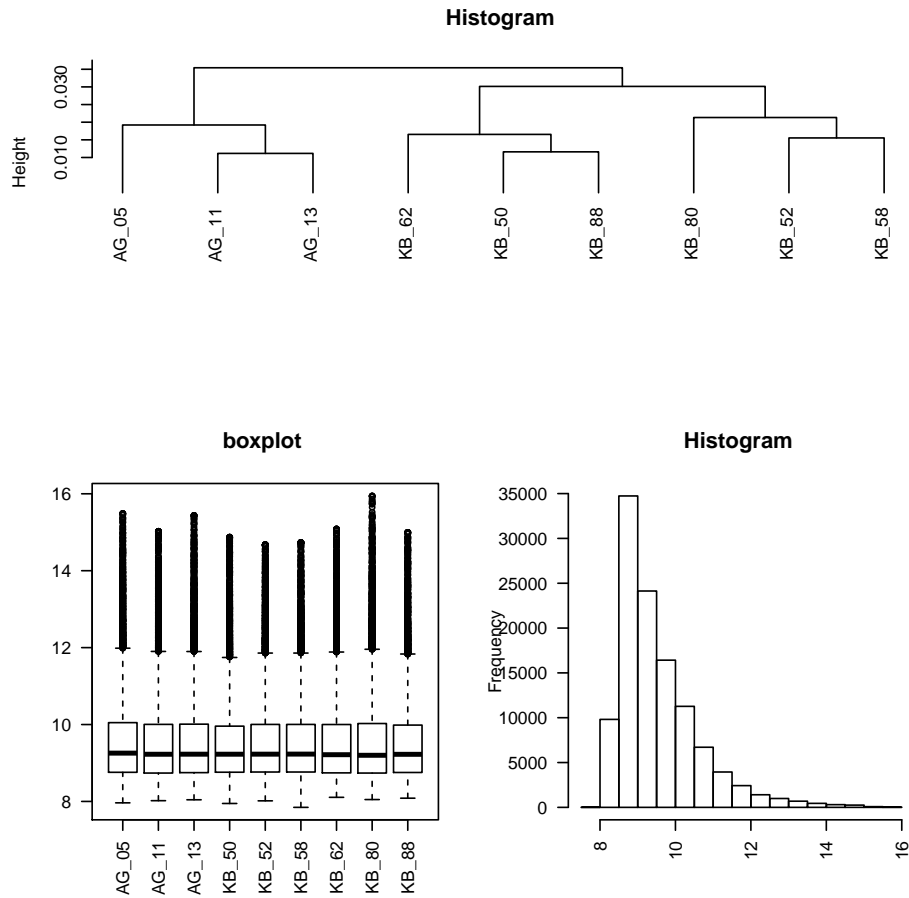 Histogram
Height
0.030
0.010
AG_05
AG_11
AG_13
KB_62
KB_50
KB_88
KB_80
KB_52
KB_58
boxplot
16
14
12
10
8
AG_05
AG_11
AG_13
KB_50
KB_52
KB_58
KB_62
KB_80
KB_88
Histogram
Frequency
35000
30000
25000
20000
15000
10000
5000
0
8
10
12
14
16